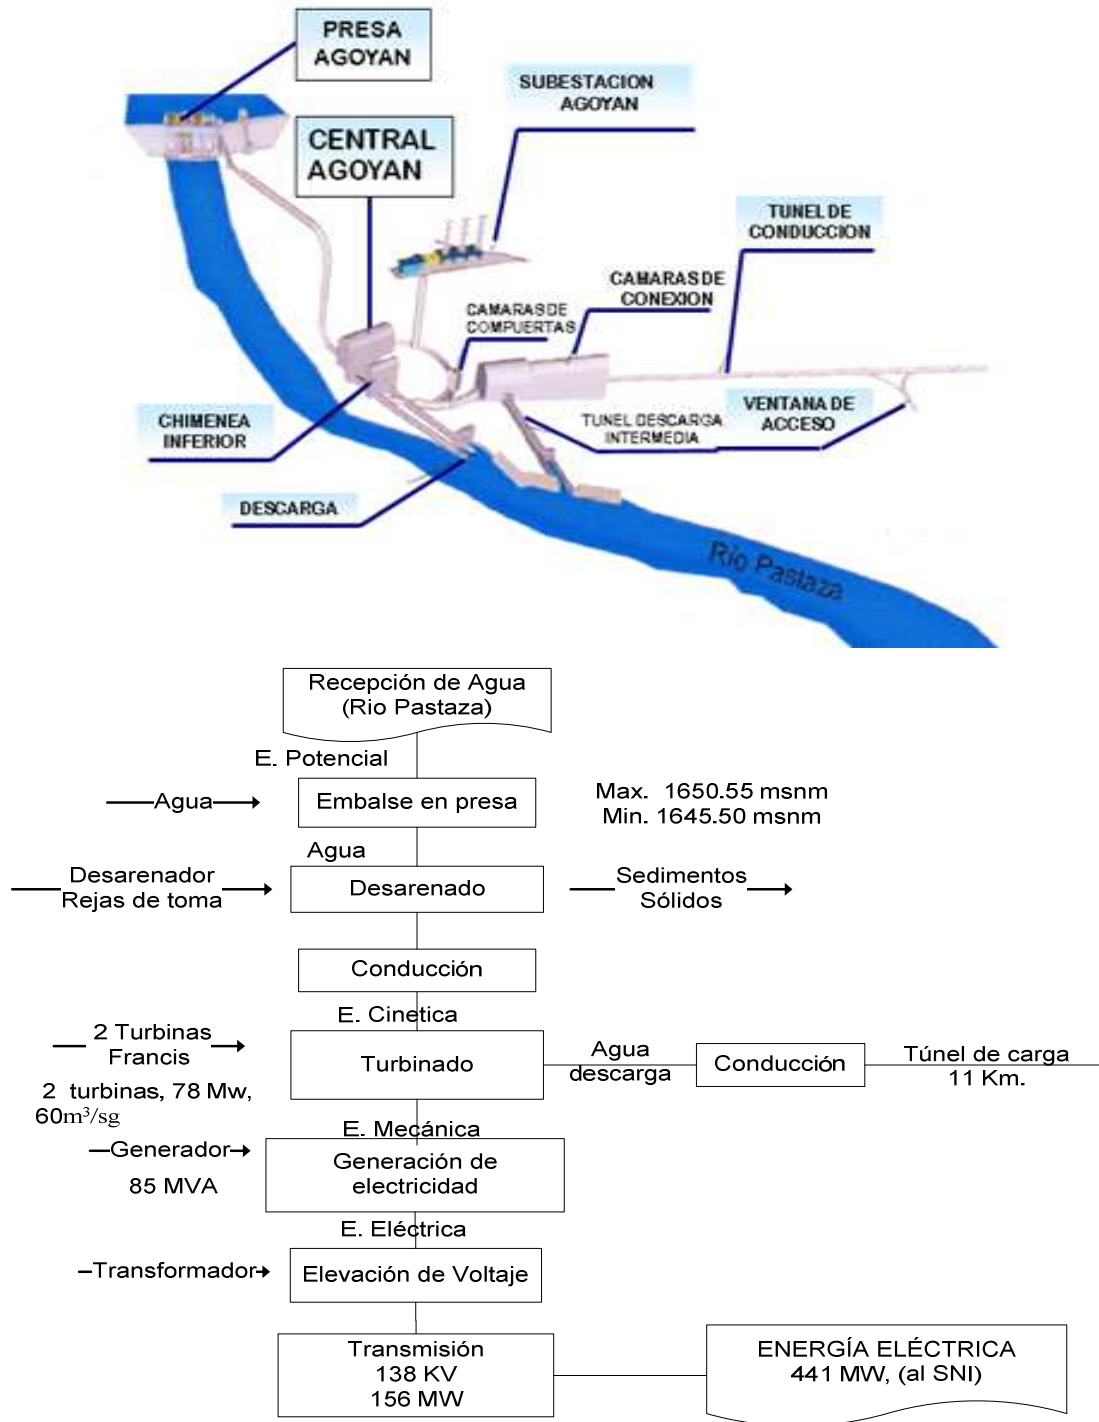 PRESA
AGOYAN
SUBESTACION
AGOYAN
CENTRAL
AGOYAN
TUNEL DE
CONDUCCION
CAMARAS DE
CONEXION
CAMARAS DE
COMPUERTAS
CHIMENEA
INFERIOR
TUNEL DESCARGA
INTERMEDIA
VENTANA DE
ACCESO
DESCARGA
Río Pastaza
Recepción de Agua
(Rio Pastaza)
E. Potencial
Agua
Embalse en presa
Max. 1650.55 msnm
Min. 1645.50 msnm
Agua
Desarenador
Rejas de toma
Desarenado
Sedimentos
Sólidos
Conducción
E. Cinetica
2 Turbinas
Francis
Turbinado
Agua
descarga
Conducción
Túnel de carga
11 Km.
2 turbinas, 78 Mw,
60m³/sg
E. Mecánica
Generador
85 MVA
Generación de
electricidad
E. Eléctrica
Transformador
Elevación de Voltaje
Transmisión
138 KV
156 MW
ENERGÍA ELÉCTRICA
441 MW, (al SNI)